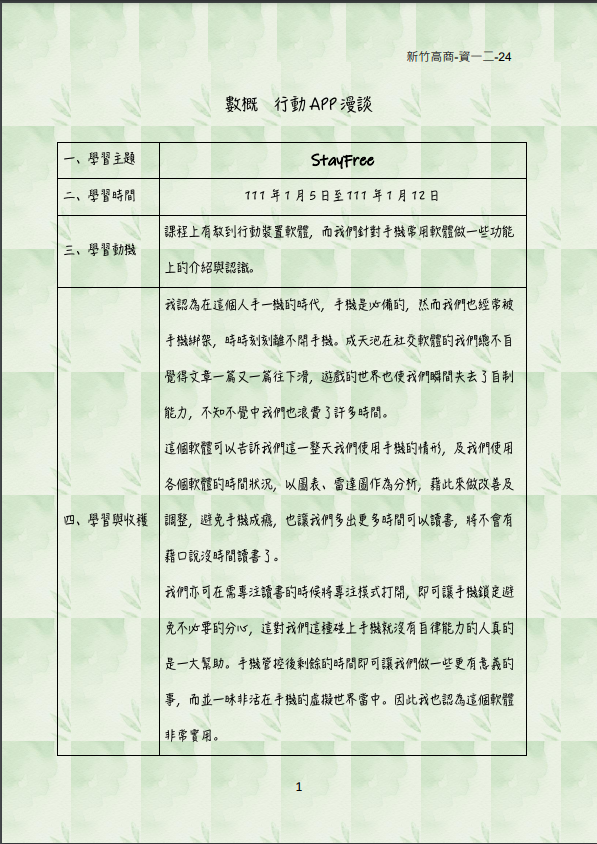 新竹高商-資一二-24
數概　行動 APP 漫談
一、學習主題
StayFree
二、學習時間
111 年 1 月 5 日至 111 年 1 月 12 日
三、學習動機
課程上有教到行動裝置軟體，而我們針對手機常用軟體做一些功能
上的介紹與認識。
四、學習與收穫
我認為在這個人手一機的時代，手機是必備的，然而我們也經常被
手機綁架，時時刻刻離不開手機。成天泡在社交軟體的我們總不自
覺得文章一篇又一篇往下滑，遊戲的世界也使我們瞬間失去了自制
能力，不知不覺中我們也浪費了許多時間。
這個軟體可以告訴我們這一整天我們使用手機的情形，及我們使用
各個軟體的時間狀況，以圖表、雷達圖作為分析，藉此來做改善及
調整，避免手機成癮，也讓我們多出更多時間可以讀書，將不會有
藉口說沒時間讀書了。
我們亦可在需專注讀書的時候將專注模式打開，即可讓手機鎖定避
免不必要的分心，這對我們這種碰上手機就沒有自律能力的人真的
是一大幫助。手機管控後剩餘的時間即可讓我們做一些更有意義的
事，而並一昧非活在手機的虛擬世界當中。因此我也認為這個軟體
非常實用。
1